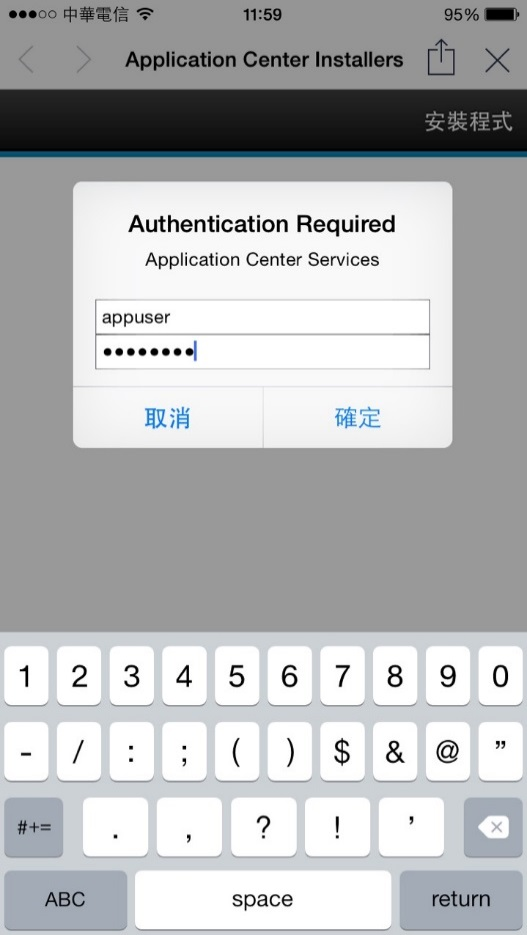 中華電信 11:59 95%
Application Center Installers
安裝程式
Authentication Required
Application Center Services
appuser
••••••••
取消 確定
1 2 3 4 5 6 7 8 9 0
- / : ; ( ) $ & @ ”
#+= . , ? ! ’
ABC space return